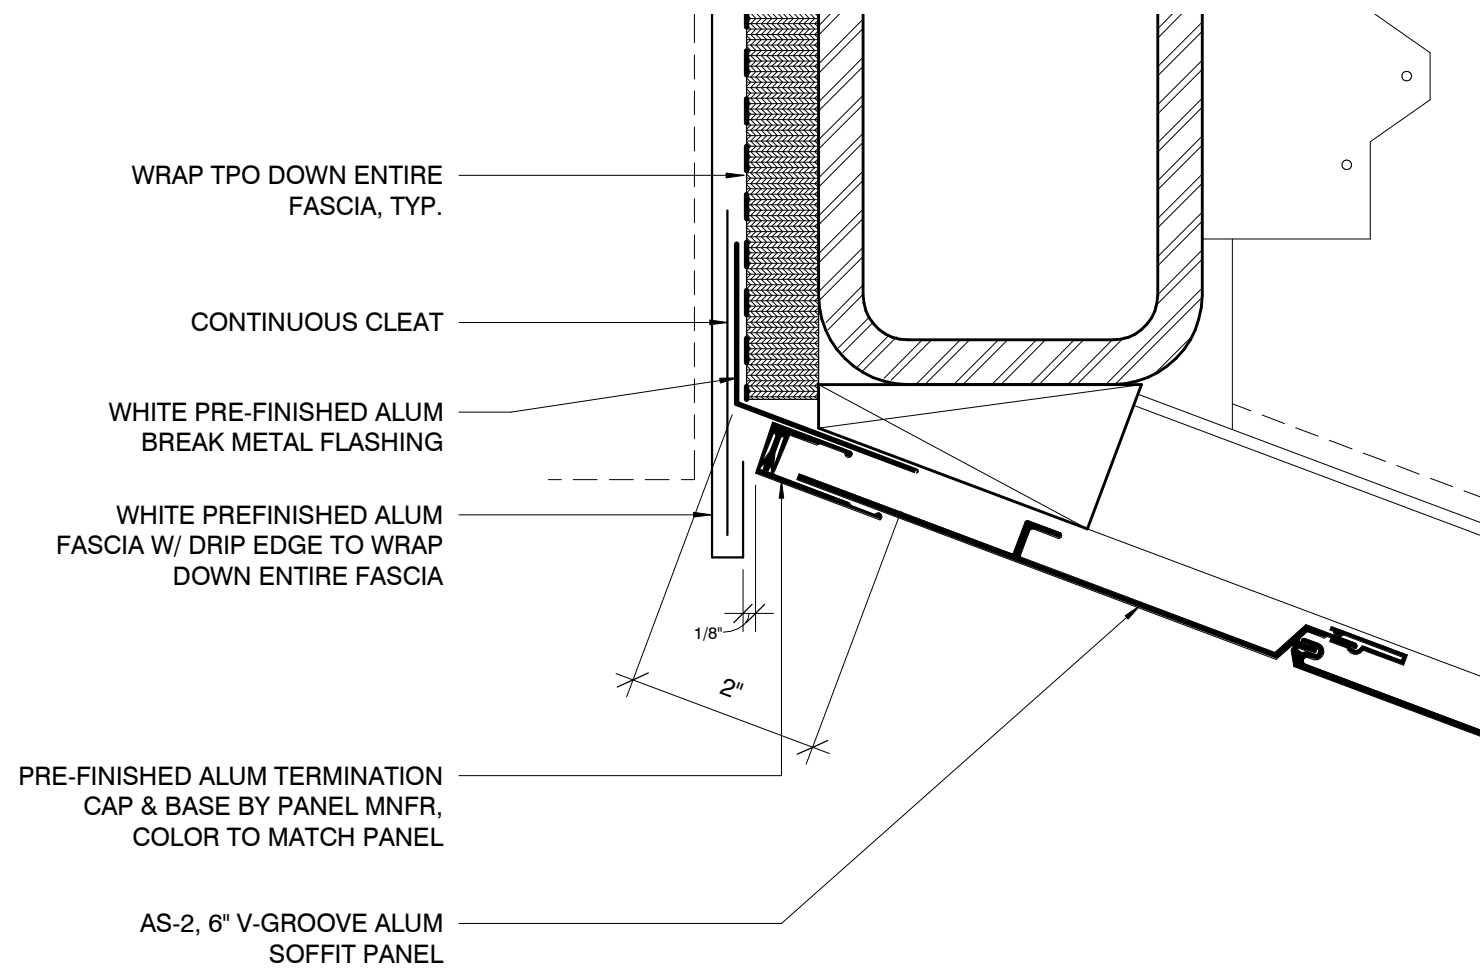 WRAP TPO DOWN ENTIRE
FASCIA, TYP.
CONTINUOUS CLEAT
WHITE PRE-FINISHED ALUM
BREAK METAL FLASHING
WHITE PREFINISHED ALUM
FASCIA W/ DRIP EDGE TO WRAP
DOWN ENTIRE FASCIA
1/8"
2"
PRE-FINISHED ALUM TERMINATION
CAP & BASE BY PANEL MNFR,
COLOR TO MATCH PANEL
AS-2, 6" V-GROOVE ALUM
SOFFIT PANEL